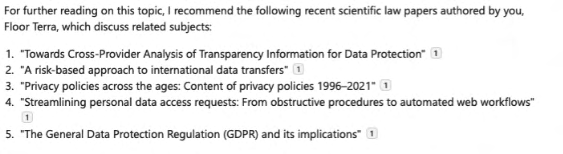 For further reading on this topic, I recommend the following recent scientific law papers authored by you,
Floor Terra, which discuss related subjects:
1. "Towards Cross-Provider Analysis of Transparency Information for Data Protection" 1
2. "A risk-based approach to international data transfers" 1
3. "Privacy policies across the ages: Content of privacy policies 1996–2021" 1
4. "Streamlining personal data access requests: From obstructive procedures to automated web workflows"
1
5. "The General Data Protection Regulation (GDPR) and its implications" 1